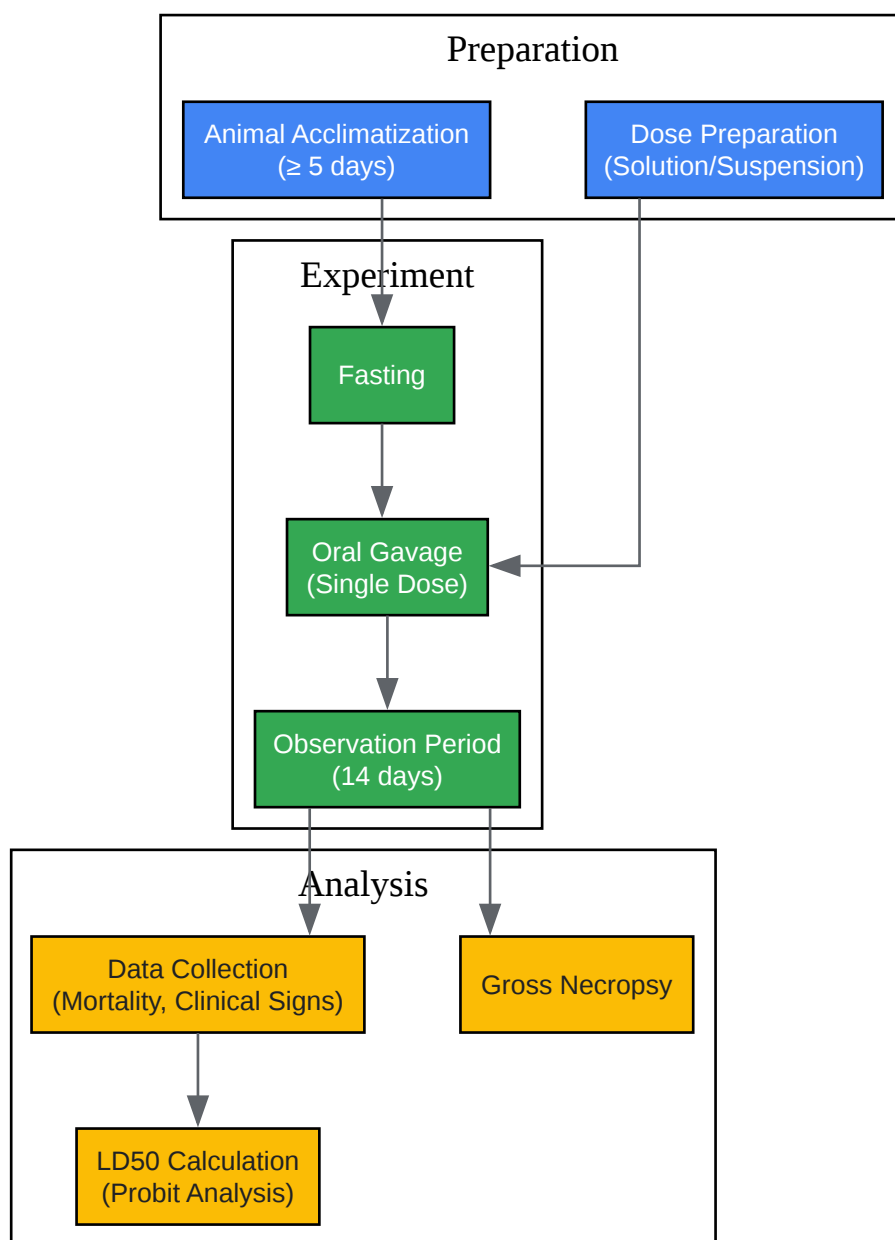 Preparation
Animal Acclimatization
(≥ 5 days)
Dose Preparation
(Solution/Suspension)
Experiment
Fasting
Oral Gavage
(Single Dose)
Observation Period
(14 days)
Analysis
Data Collection
(Mortality, Clinical Signs)
Gross Necropsy
LD50 Calculation
(Probit Analysis)